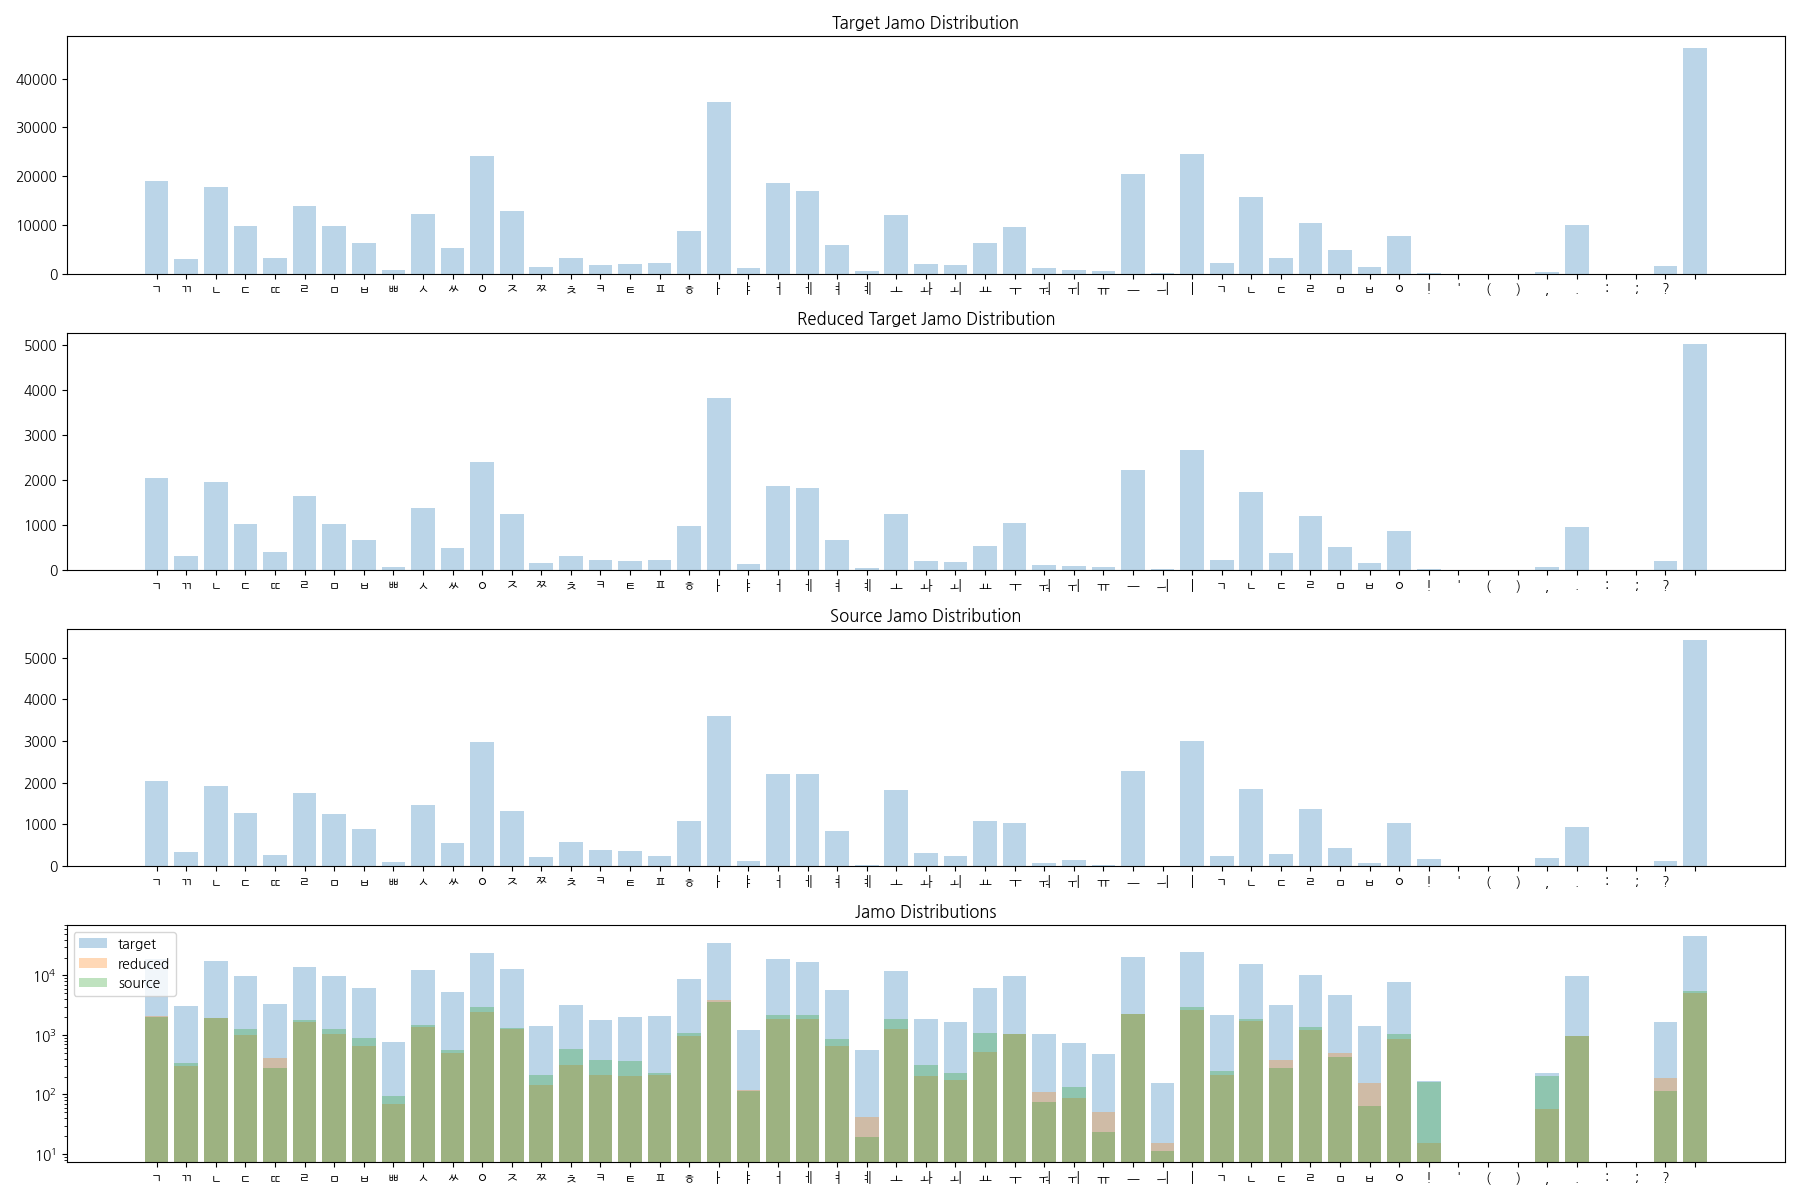 Target Jamo Distribution
40000
30000
20000
10000
0
ㄱ ㄲ ㄴ ㄷ ㄸ ㄹ ㅁ ㅂ ㅃ ㅅ ㅆ ㅇ ㅈ ㅉ ㅊ ㅋ ㅌ ㅍ ㅎ ㅏ ㅑ ㅓ ㅔ ㅕ ㅖ ㅗ ㅘ ㅚ ㅛ ㅜ ㅝ ㅟ ㅠ ㅡ ㅢ ㅣ ㄱ ㄴ ㄷ ㄹ ㅁ ㅂ ㅇ ! ' ( ) , . : ; ?
Reduced Target Jamo Distribution
5000
4000
3000
2000
1000
0
ㄱ ㄲ ㄴ ㄷ ㄸ ㄹ ㅁ ㅂ ㅃ ㅅ ㅆ ㅇ ㅈ ㅉ ㅊ ㅋ ㅌ ㅍ ㅎ ㅏ ㅑ ㅓ ㅔ ㅕ ㅖ ㅗ ㅘ ㅚ ㅛ ㅜ ㅝ ㅟ ㅠ ㅡ ㅢ ㅣ ㄱ ㄴ ㄷ ㄹ ㅁ ㅂ ㅇ ! ' ( ) , . : ; ?
Source Jamo Distribution
5000
4000
3000
2000
1000
0
ㄱ ㄲ ㄴ ㄷ ㄸ ㄹ ㅁ ㅂ ㅃ ㅅ ㅆ ㅇ ㅈ ㅉ ㅊ ㅋ ㅌ ㅍ ㅎ ㅏ ㅑ ㅓ ㅔ ㅕ ㅖ ㅗ ㅘ ㅚ ㅛ ㅜ ㅝ ㅟ ㅠ ㅡ ㅢ ㅣ ㄱ ㄴ ㄷ ㄹ ㅁ ㅂ ㅇ ! ' ( ) , . : ; ?
Jamo Distributions
target
reduced
source
10⁴
10³
10²
10¹
ㄱ ㄲ ㄴ ㄷ ㄸ ㄹ ㅁ ㅂ ㅃ ㅅ ㅆ ㅇ ㅈ ㅉ ㅊ ㅋ ㅌ ㅍ ㅎ ㅏ ㅑ ㅓ ㅔ ㅕ ㅖ ㅗ ㅘ ㅚ ㅛ ㅜ ㅝ ㅟ ㅠ ㅡ ㅢ ㅣ ㄱ ㄴ ㄷ ㄹ ㅁ ㅂ ㅇ ! ' ( ) , . : ; ?